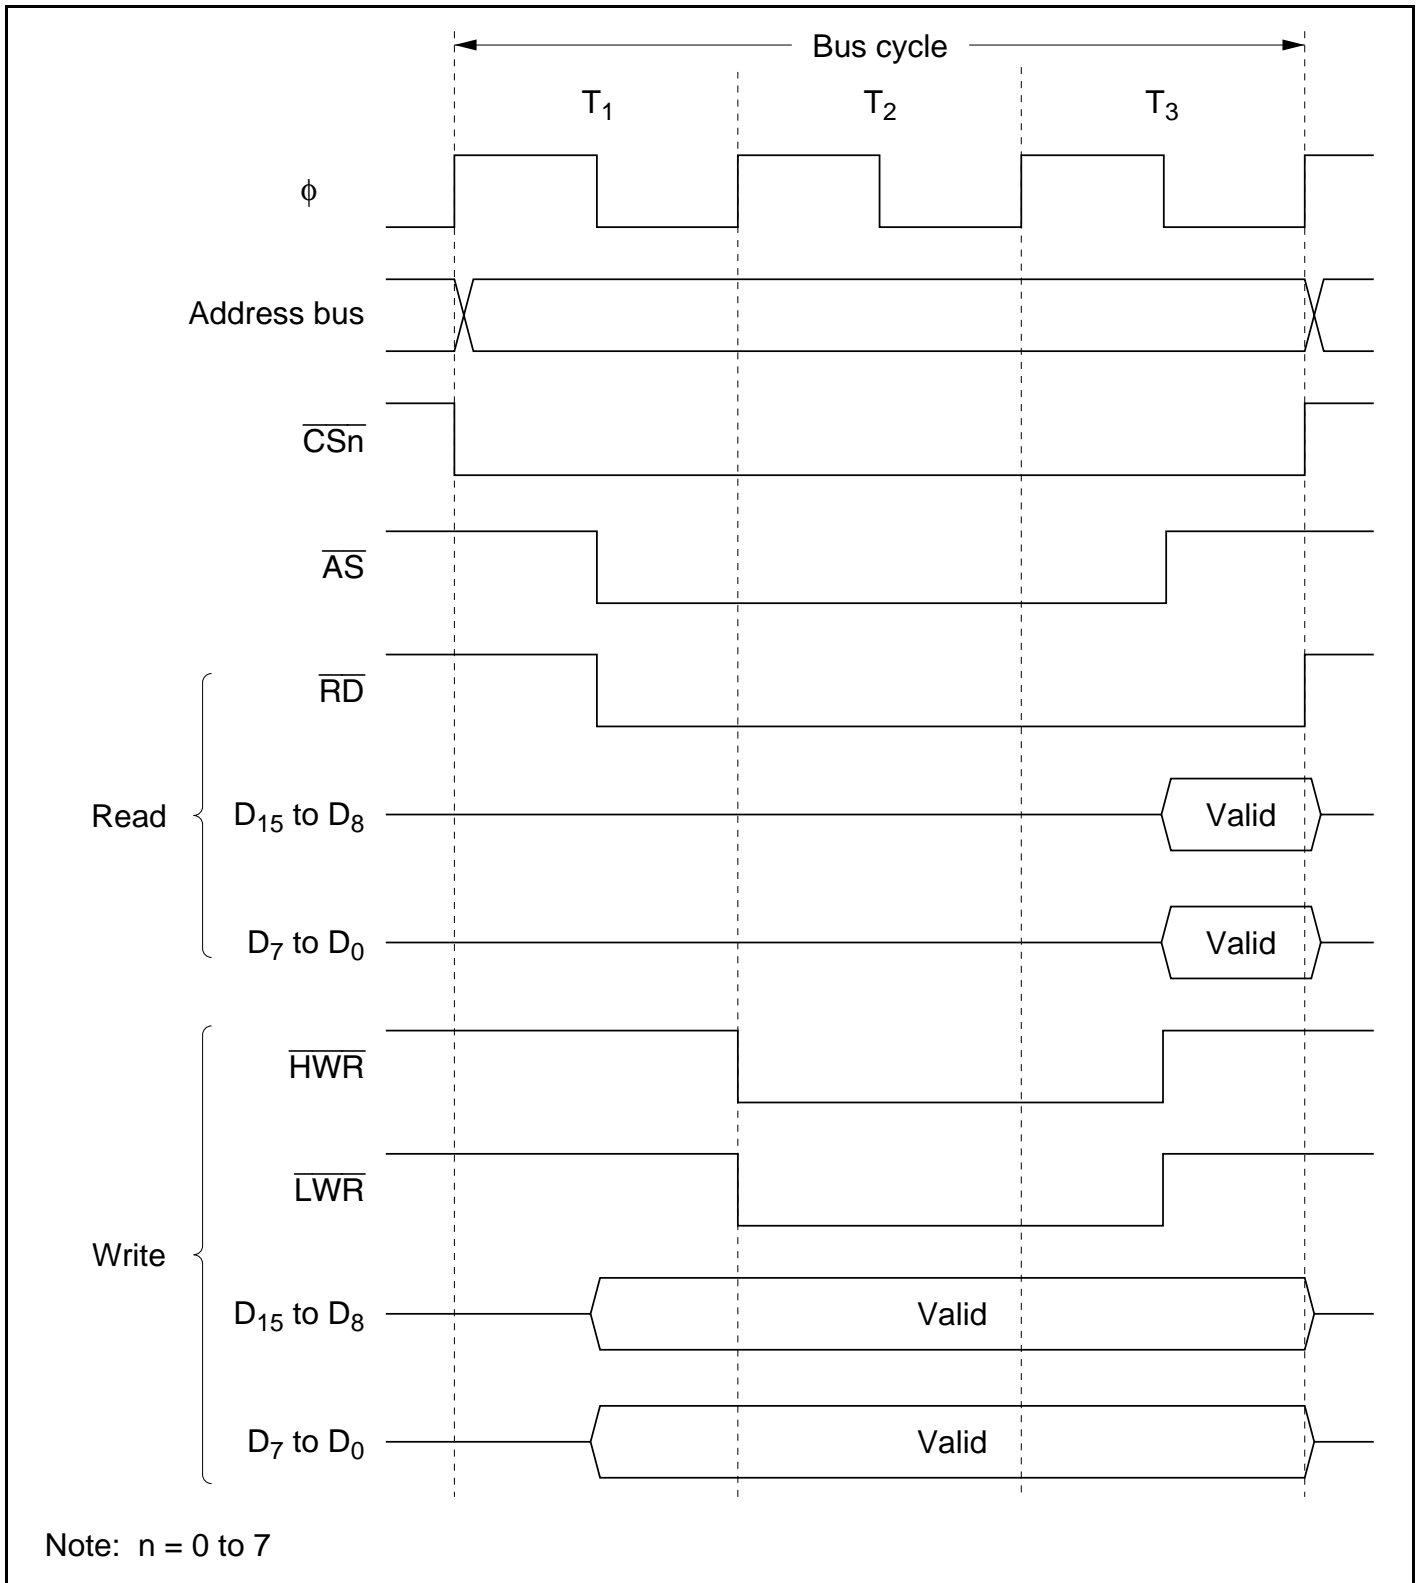 Bus cycle
T1 T2 T3
ϕ
Address bus
CSn
AS
RD
Read
D15 to D8 Valid
D7 to D0 Valid
HWR
LWR
Write
D15 to D8 Valid
D7 to D0 Valid
Note: n = 0 to 7